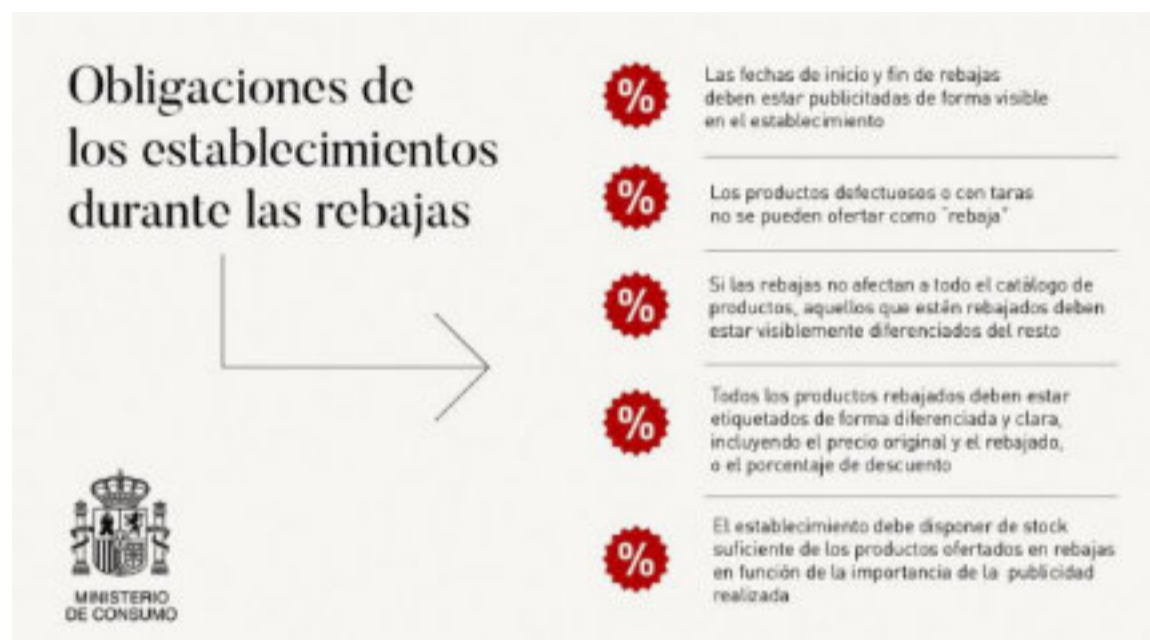 Obligaciones de
los establecimientos
durante las rebajas
% Las fechas de inicio y fin de rebajas
deben estar publicitadas de forma visible
en el establecimiento
% Los productos defectuosos o con taras
no se pueden ofertar como "rebaja"
% Si las rebajas no afectan a todo el catálogo de
productos, aquellos que están rebajados deben
estar visiblemente diferenciados del resto
% Todos los productos rebajados deben estar
etiquetados de forma diferenciada y clara,
incluyendo el precio original y el rebajado,
o el porcentaje de descuento
% El establecimiento debe disponer de stock
suficiente de los productos ofertados en rebajas
en función de la importancia de la publicidad
realizada
MINISTERIO
DE CONSUMO